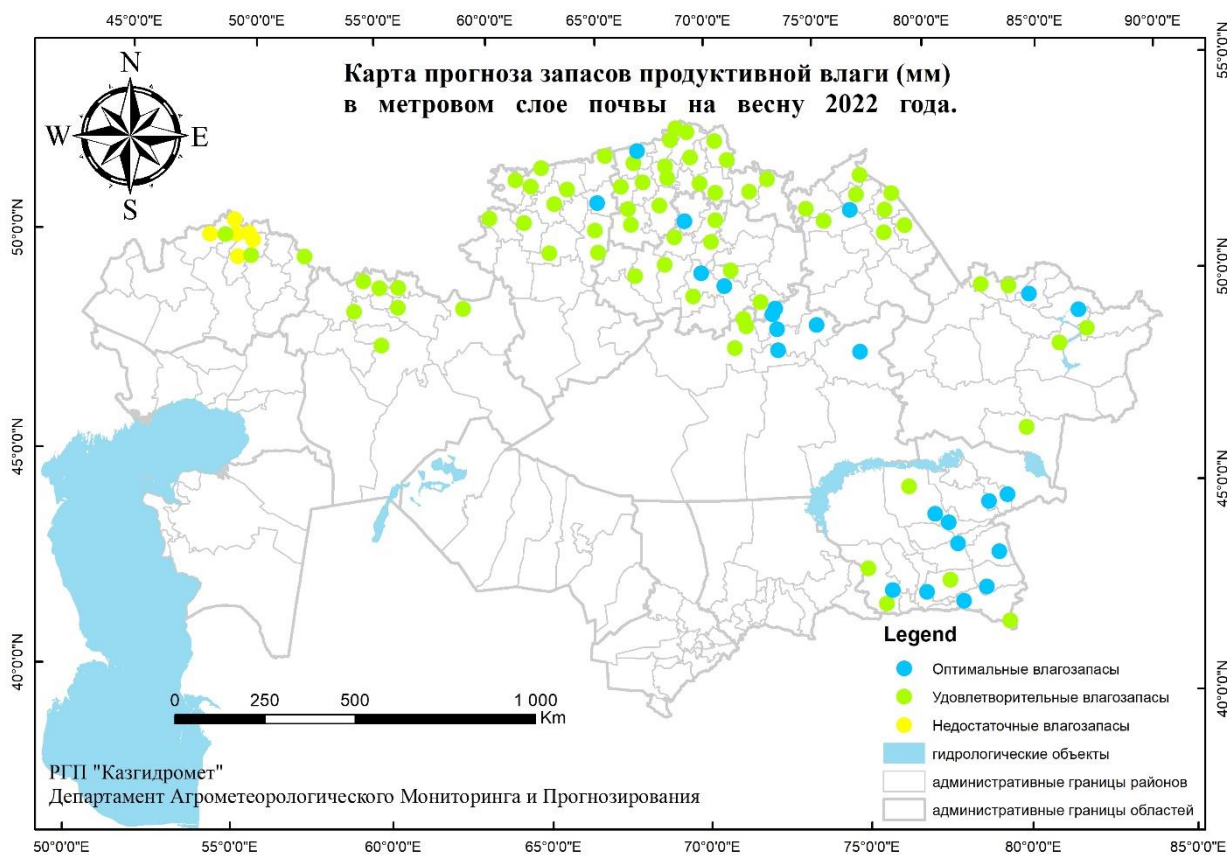 45°0'0"E 50°0'0"E 55°0'0"E 60°0'0"E 65°0'0"E 70°0'0"E 75°0'0"E 80°0'0"E 85°0'0"E 90°0'0"E
Карта прогноза запасов продуктивной влаги (мм)
в метровом слое почвы на весну 2022 года.
N
W E
S
55°0'0"N
50°0'0"N
50°0'0"N
45°0'0"N
45°0'0"N
40°0'0"N
40°0'0"N
Legend
Оптимальные влагозапасы
Удовлетворительные влагозапасы
Недостаточные влагозапасы
гидрологические объекты
административные границы районов
административные границы областей
0 250 500 1 000
Km
РГП "Казгидромет"
Департамент Агрометеорологического Мониторинга и Прогнозирования
50°0'0"E 55°0'0"E 60°0'0"E 65°0'0"E 70°0'0"E 75°0'0"E 80°0'0"E 85°0'0"E